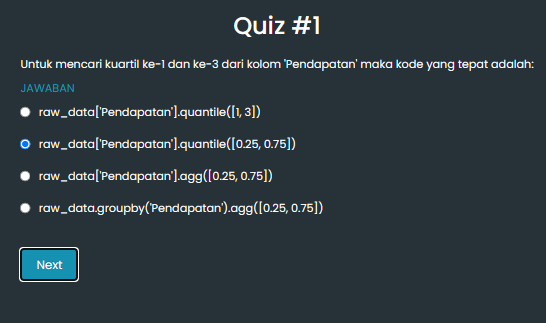 Quiz #1
Untuk mencari kuartil ke-1 dan ke-3 dari kolom 'Pendapatan' maka kode yang tepat adalah:
JAWABAN
raw_data['Pendapatan'].quantile([1, 3])
raw_data['Pendapatan'].quantile([0.25, 0.75])
raw_data['Pendapatan'].agg([0.25, 0.75])
raw_data.groupby('Pendapatan').agg([0.25, 0.75])
Next